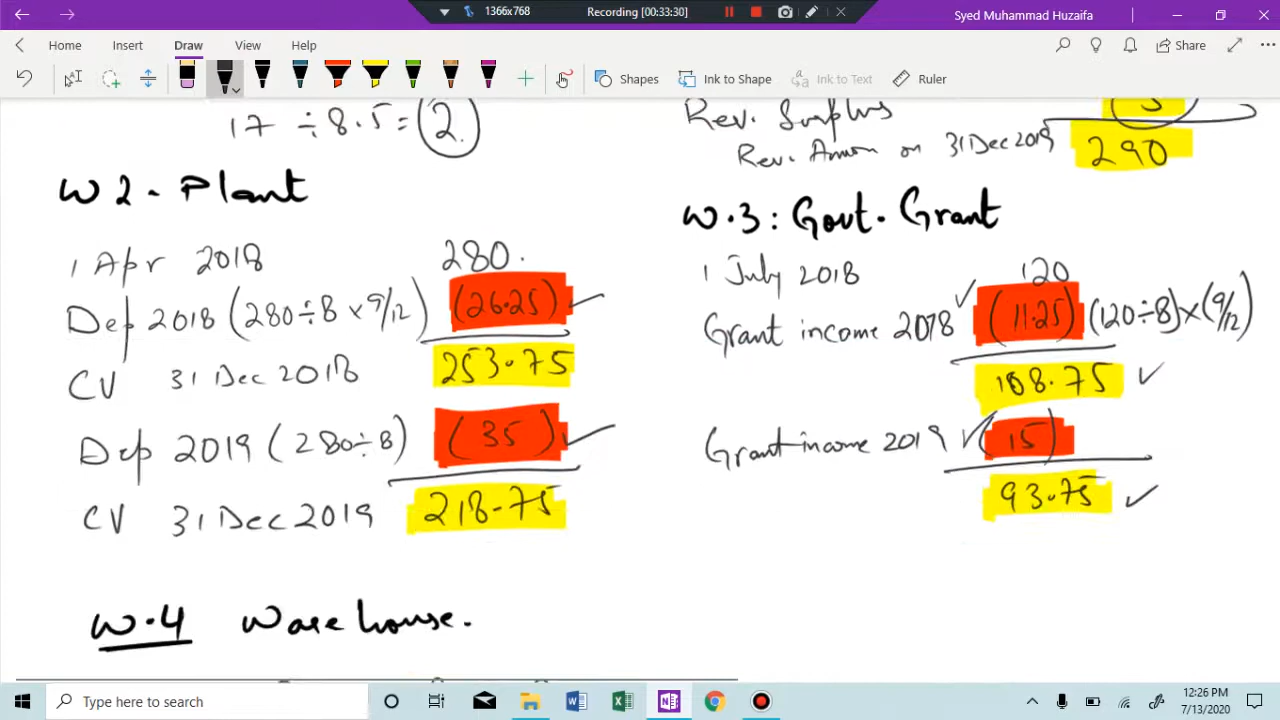 1366x768
Recording [00:33:30]
Syed Muhammad Huzaifa
Home Insert Draw View Help
Share
Shapes
Ink to Shape
Ink to Text
Ruler
17 ÷ 8.5 = 2
Rev. Surplus
Rev. Amon on 31 Dec 2019 290
W2 - Plant
1 Apr 2018 280.
Dep 2018 (280÷8 x 9/12) (26.25)
253.75
CV 31 Dec 2018
Dep 2019 (280÷8) (35)
CV 31 Dec 2019 218.75
W.3: Govt. Grant
1 July 2018 120
Grant income 2018 (11.25) (120÷8)x(9/12)
108.75
Grant income 2019 (15)
93.75
W.4 Warehouse.
Type here to search
12:26 PM
7/13/2020